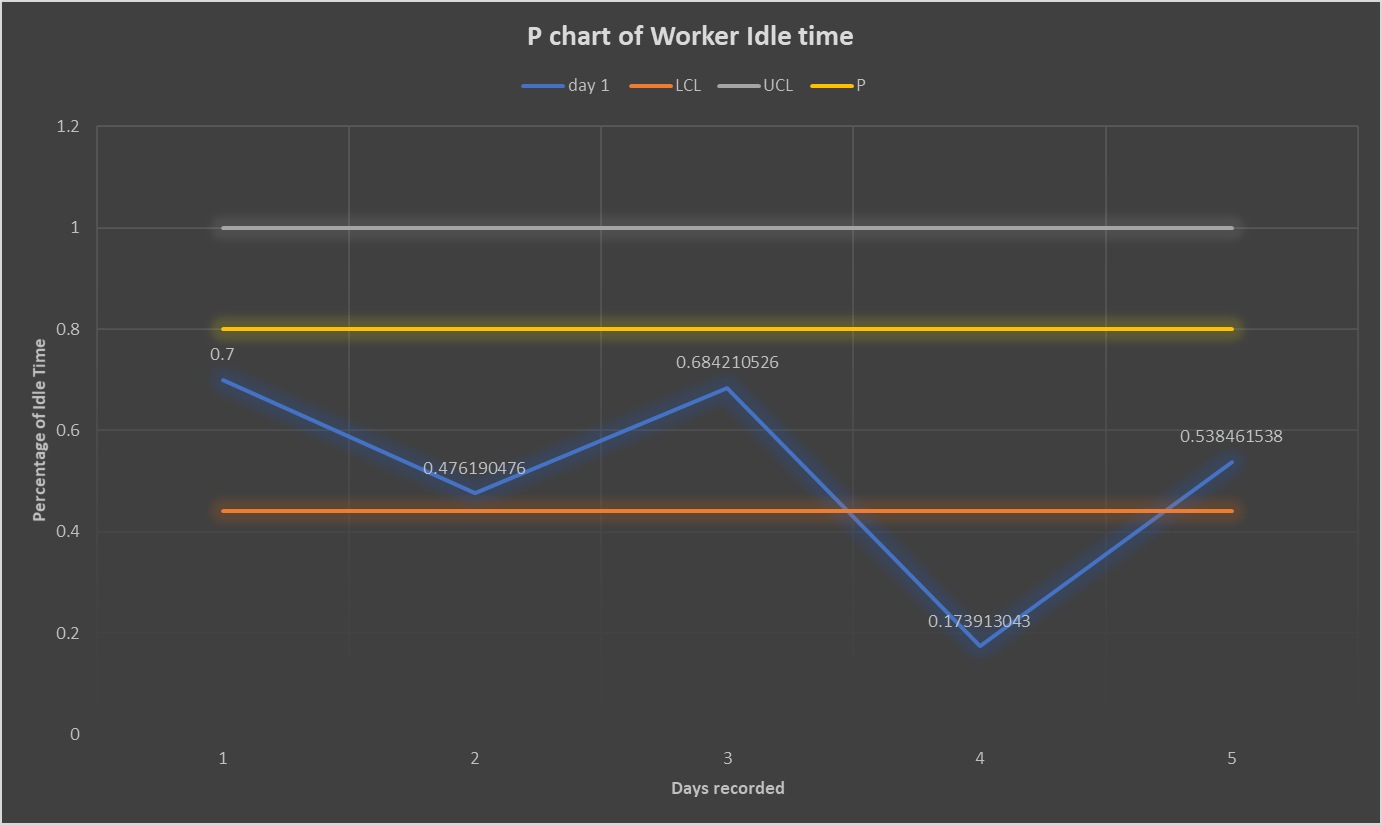 P chart of Worker Idle time
day 1 LCL UCL P
1.2
1
0.8
0.7
0.684210526
0.6
0.538461538
0.476190476
0.4
0.2
0.173913043
0
1 2 3 4 5
Days recorded
Percentage of Idle Time